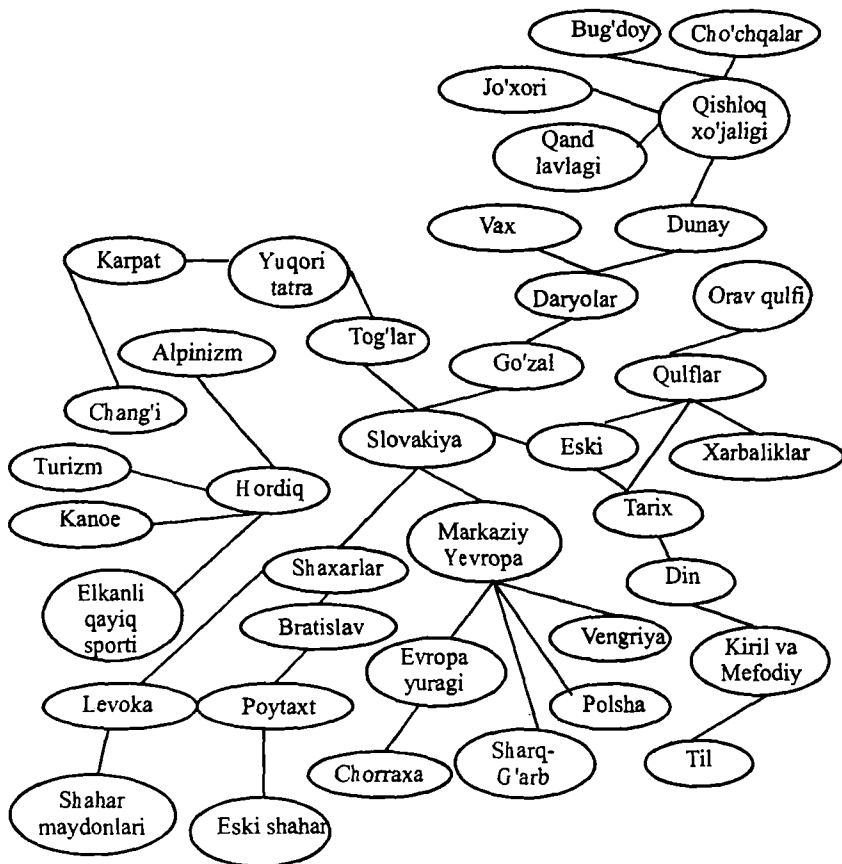 Bug'doy
Cho'chqalar
Jo'xori
Qishloq
xo'jaligi
Qand
lavlagi
Vax
Dunay
Karpat
Yuqori
tatra
Daryolar
Orav qulfi
Tog'lar
Alpinizm
Go'zal
Qulflar
Chang'i
Slovakiya
Eski
Xarbaliklar
Turizm
Hordiq
Kanoe
Markaziy
Yevropa
Tarix
Shaxarlar
Din
Elkanli
qayiq
sporti
Bratislav
Vengriya
Kiril va
Mefodiy
Evropa
yuragi
Levoka
Poytaxt
Polsha
Chorraxa
Sharq-
G'arb
Til
Shahar
maydonlari
Eski shahar